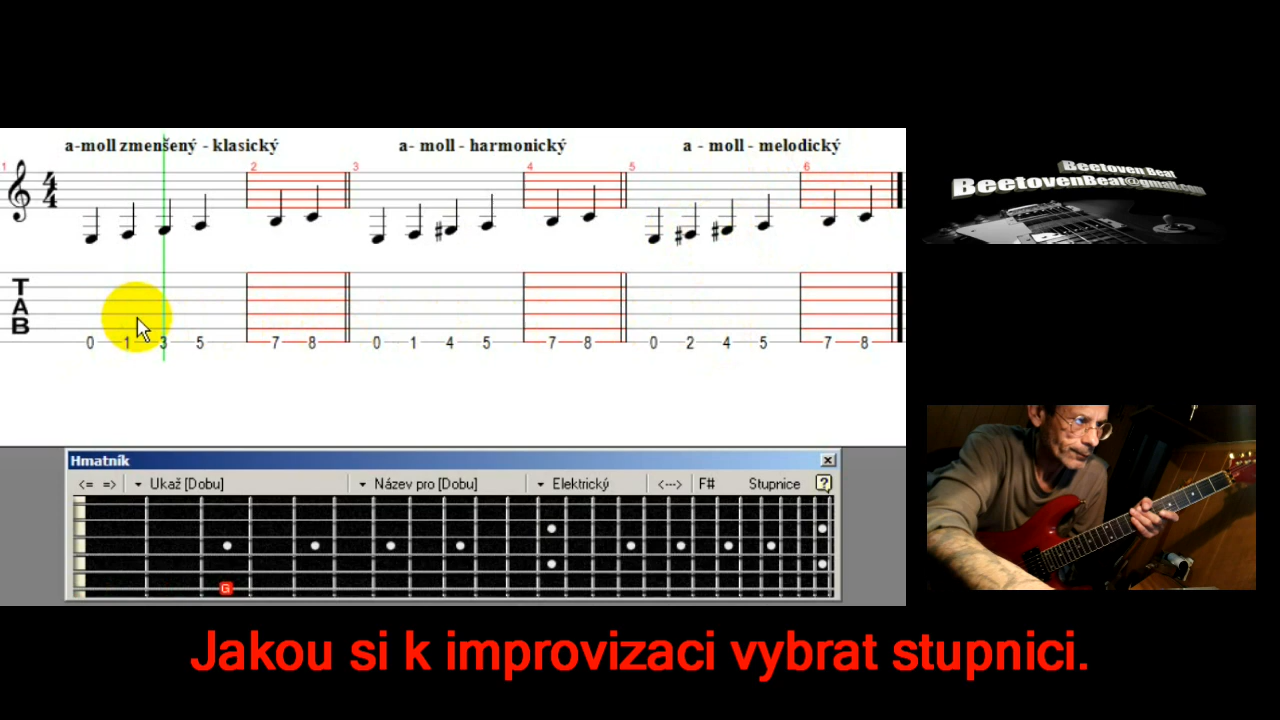 a-moll zmenšený - klasický
a- moll - harmonický
a - moll - melodický
1 2 3 4 5 6
4
4
T
A
B
0 1 3 5 7 8 0 1 4 5 7 8 0 2 4 5 7 8
Hmatník
<= => Ukaž [Dobu] Název pro [Dobu] Elektrický <---> F# Stupnice ?
G
Beetoven Beat
BeetovenBeat@gmail.com
Jakou si k improvizaci vybrat stupnici.